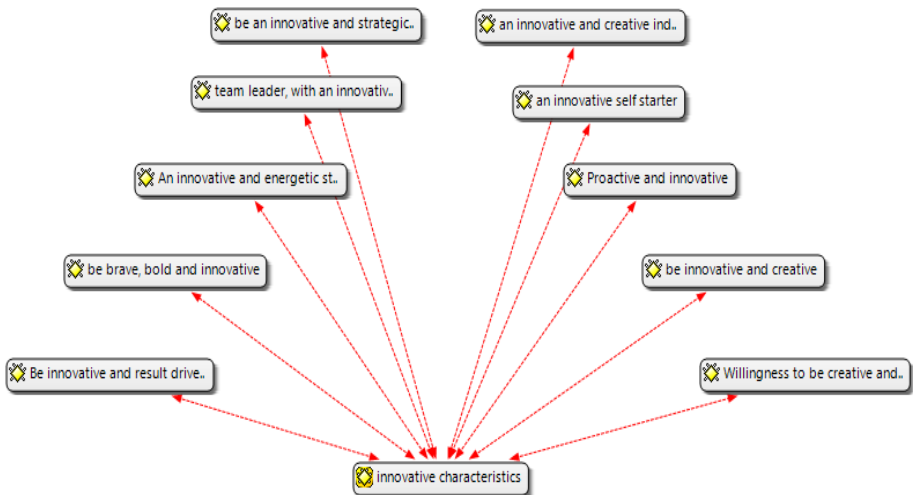 be an innovative and strategic..
an innovative and creative ind..
team leader, with an innovativ..
an innovative self starter
An innovative and energetic st..
Proactive and innovative
be brave, bold and innovative
be innovative and creative
Be innovative and result drive..
Willingness to be creative and..
innovative characteristics